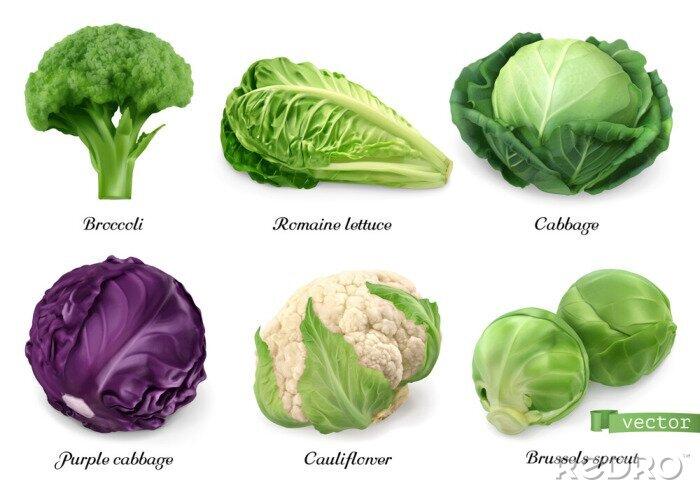 Broccoli
Romaine lettuce
Cabbage
Purple cabbage
Cauliflower
Brussels sprout
vector
REDRO